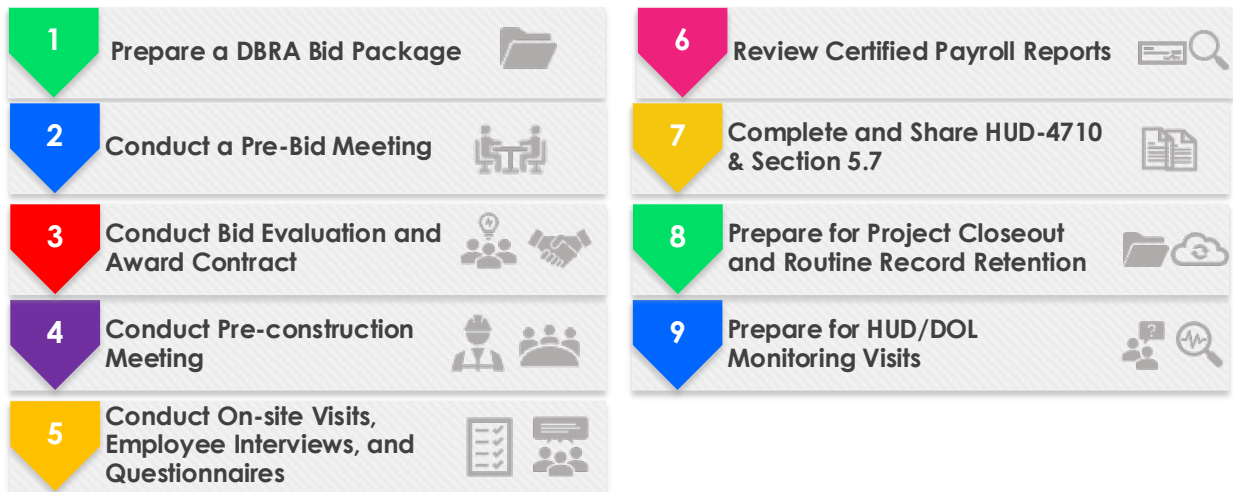 1
Prepare a DBRA Bid Package
2
Conduct a Pre-Bid Meeting
3
Conduct Bid Evaluation and
Award Contract
4
Conduct Pre-construction
Meeting
5
Conduct On-site Visits,
Employee Interviews, and
Questionnaires
6
Review Certified Payroll Reports
7
Complete and Share HUD-4710
& Section 5.7
8
Prepare for Project Closeout
and Routine Record Retention
9
Prepare for HUD/DOL
Monitoring Visits
?